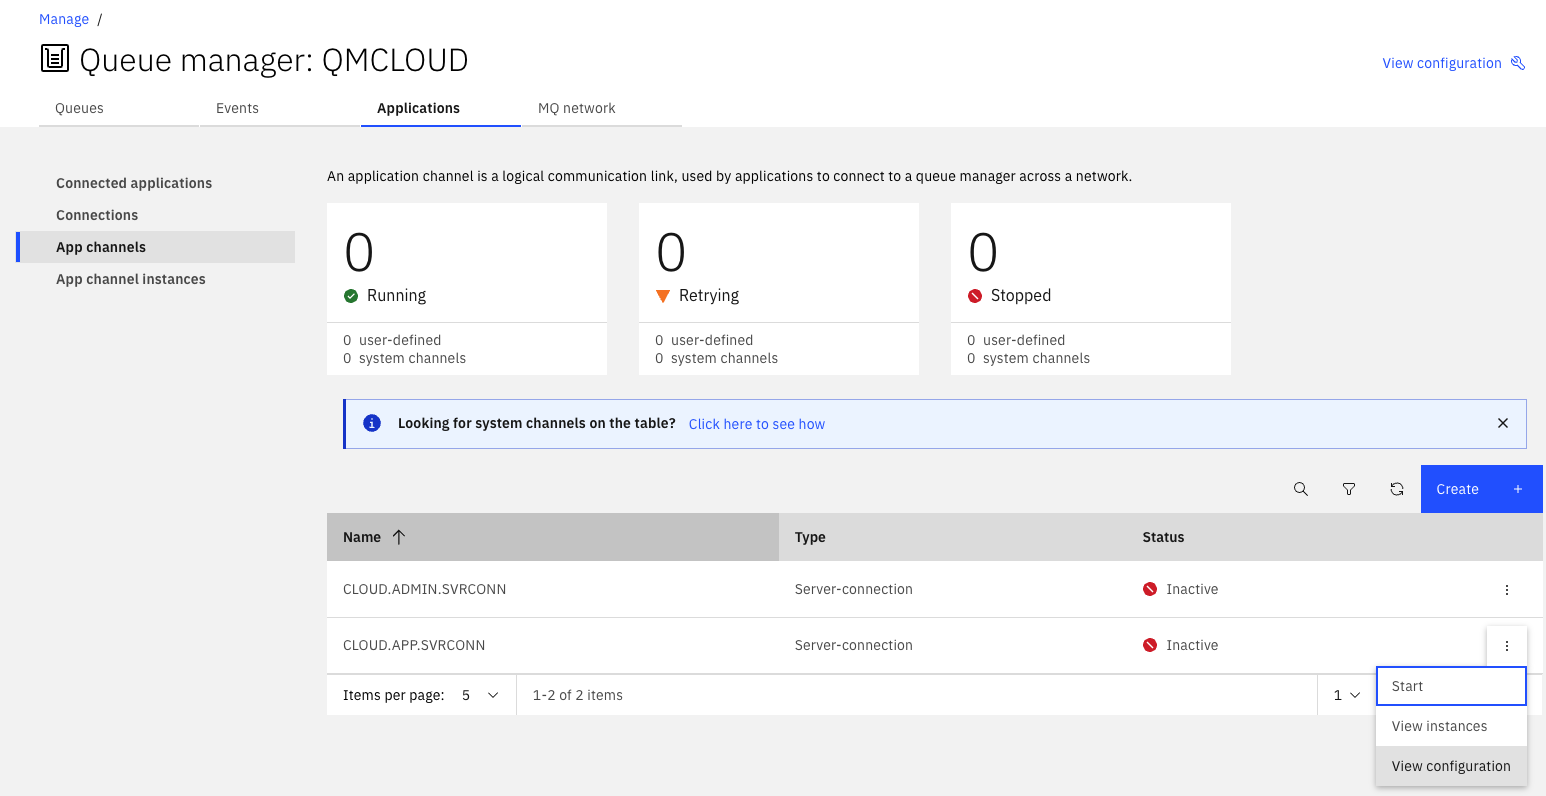 Manage /
Queue manager: QMCLOUD
View configuration
Queues Events Applications MQ network
Connected applications
Connections
App channels
App channel instances
An application channel is a logical communication link, used by applications to connect to a queue manager across a network.
0
Running
0 user-defined
0 system channels
0
Retrying
0 user-defined
0 system channels
0
Stopped
0 user-defined
0 system channels
Looking for system channels on the table? Click here to see how
Create +
Name Type Status
CLOUD.ADMIN.SVRCONN Server-connection Inactive
CLOUD.APP.SVRCONN Server-connection Inactive
Items per page: 5 1-2 of 2 items 1
Start
View instances
View configuration